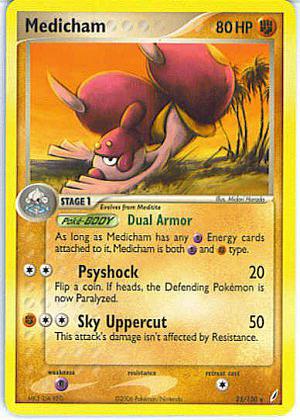 Medicham 80 HP
Illus. Midori Harada
STAGE 1
Evolves from Meditite
Poké-BODY Dual Armor
As long as Medicham has any Energy cards
attached to it, Medicham is both and type.
Psyshock 20
Flip a coin. If heads, the Defending Pokémon is
now Paralyzed.
Sky Uppercut 50
This attack's damage isn't affected by Resistance.
weakness resistance retreat cost
©2006 Pokémon/Nintendo